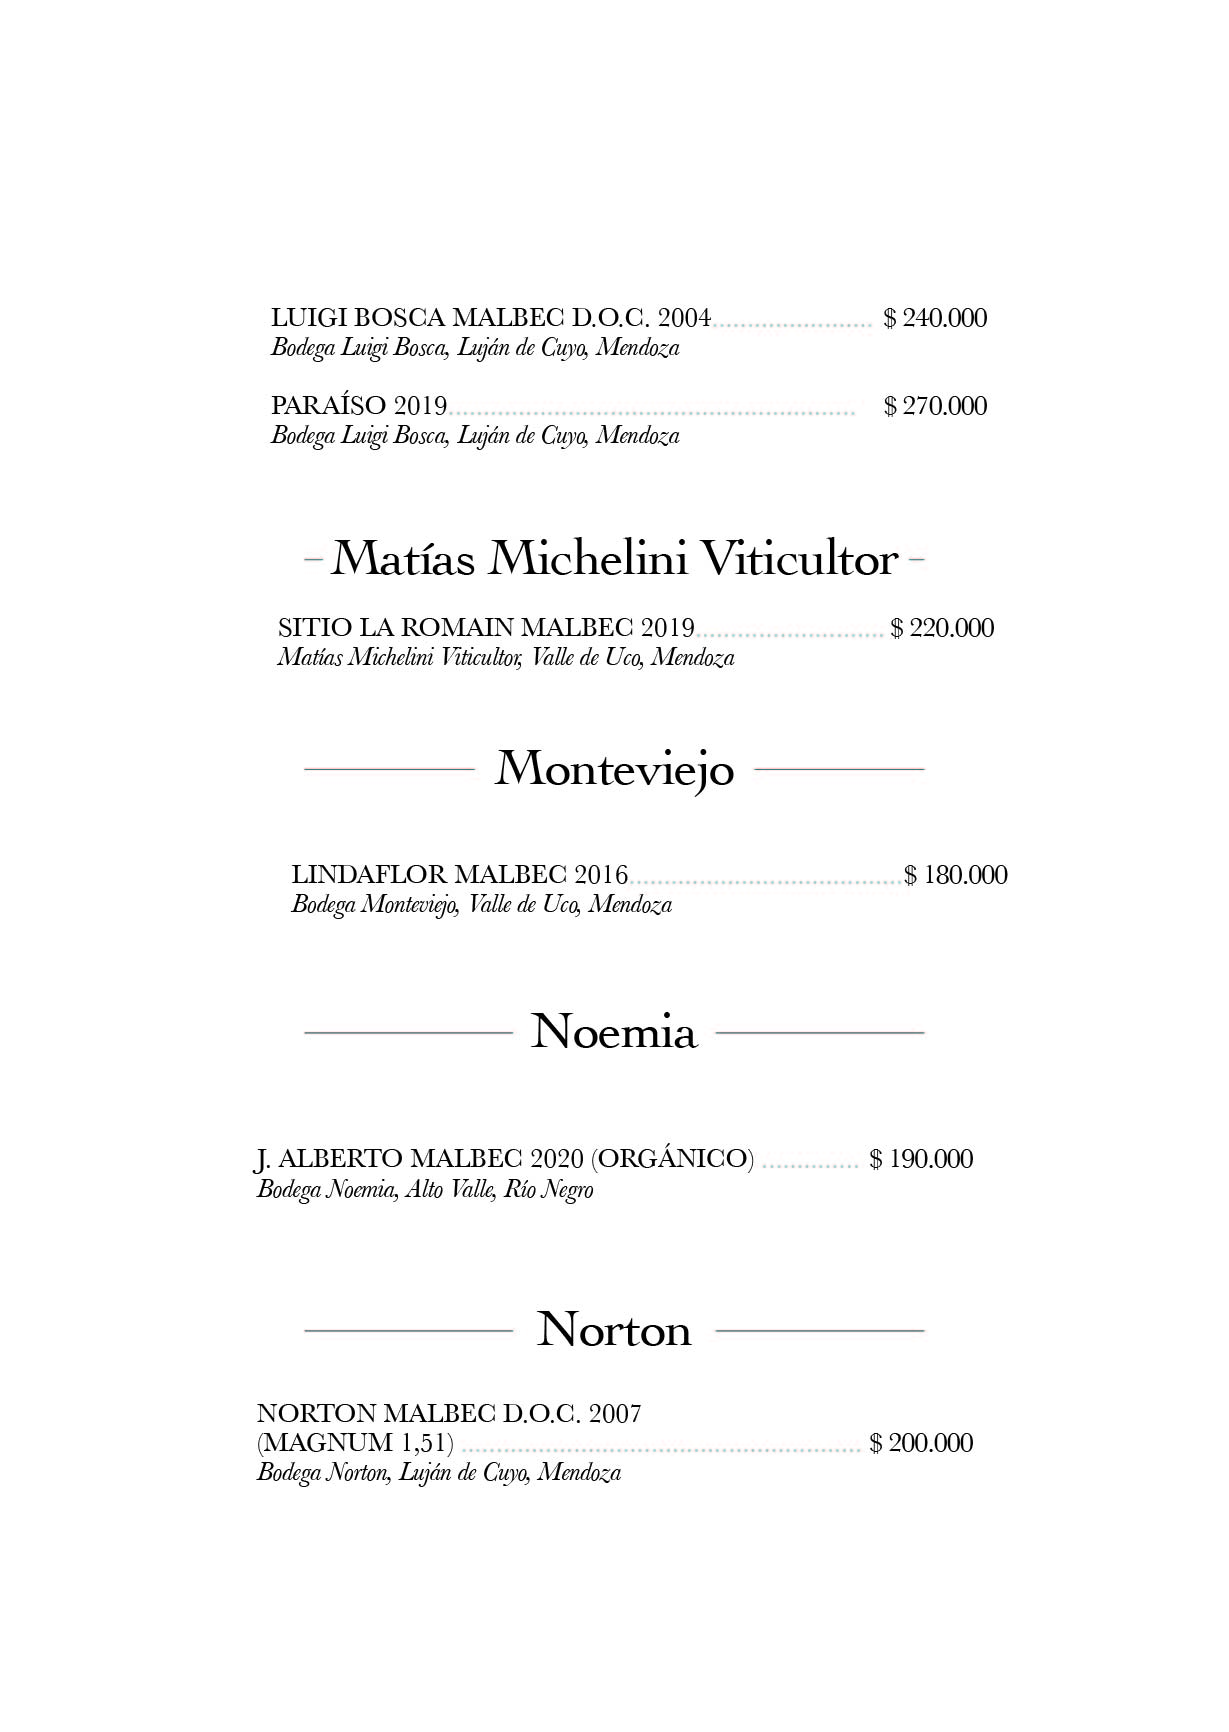 LUIGI BOSCA MALBEC D.O.C. 2004....................... $ 240.000
Bodega Luigi Bosca, Luján de Cuyo, Mendoza
PARAÍSO 2019.......................................................... $ 270.000
Bodega Luigi Bosca, Luján de Cuyo, Mendoza
Matías Michelini Viticultor
SITIO LA ROMAIN MALBEC 2019........................... $ 220.000
Matías Michelini Viticultor, Valle de Uco, Mendoza
Monteviejo
LINDAFLOR MALBEC 2016.......................................$ 180.000
Bodega Monteviejo, Valle de Uco, Mendoza
Noemia
J. ALBERTO MALBEC 2020 (ORGÁNICO) .............. $ 190.000
Bodega Noemia, Alto Valle, Río Negro
Norton
NORTON MALBEC D.O.C. 2007
(MAGNUM 1,51) ......................................................... $ 200.000
Bodega Norton, Luján de Cuyo, Mendoza